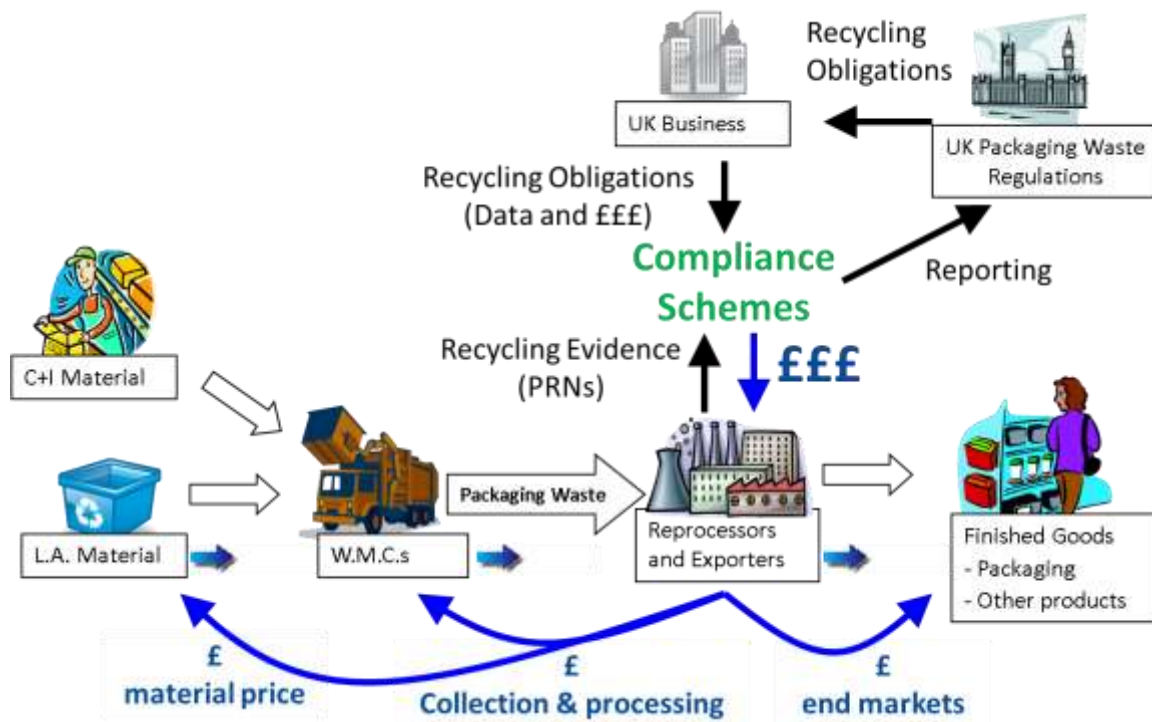 Recycling
Obligations
UK Business
UK Packaging Waste
Regulations
Recycling Obligations
(Data and £££)
Compliance
Schemes
Reporting
Recycling Evidence
(PRNs)
£££
C+I Material
Packaging Waste
L.A. Material
W.M.C.s
Reprocessors
and Exporters
Finished Goods
- Packaging
- Other products
£
material price
£
Collection & processing
£
end markets